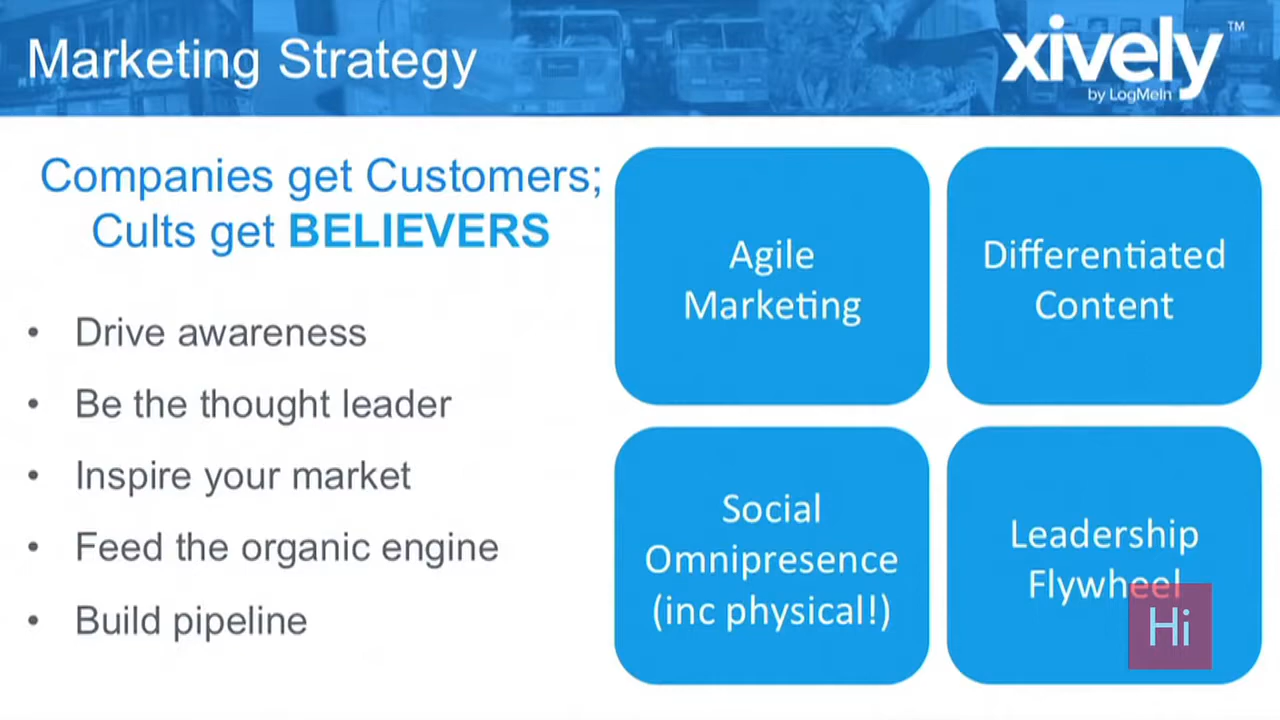 Marketing Strategy
xively™
by LogMeIn
Companies get Customers;
Cults get BELIEVERS
• Drive awareness
• Be the thought leader
• Inspire your market
• Feed the organic engine
• Build pipeline
Agile
Marketing
Differentiated
Content
Social
Omnipresence
(inc physical!)
Leadership
Flywheel
Hi